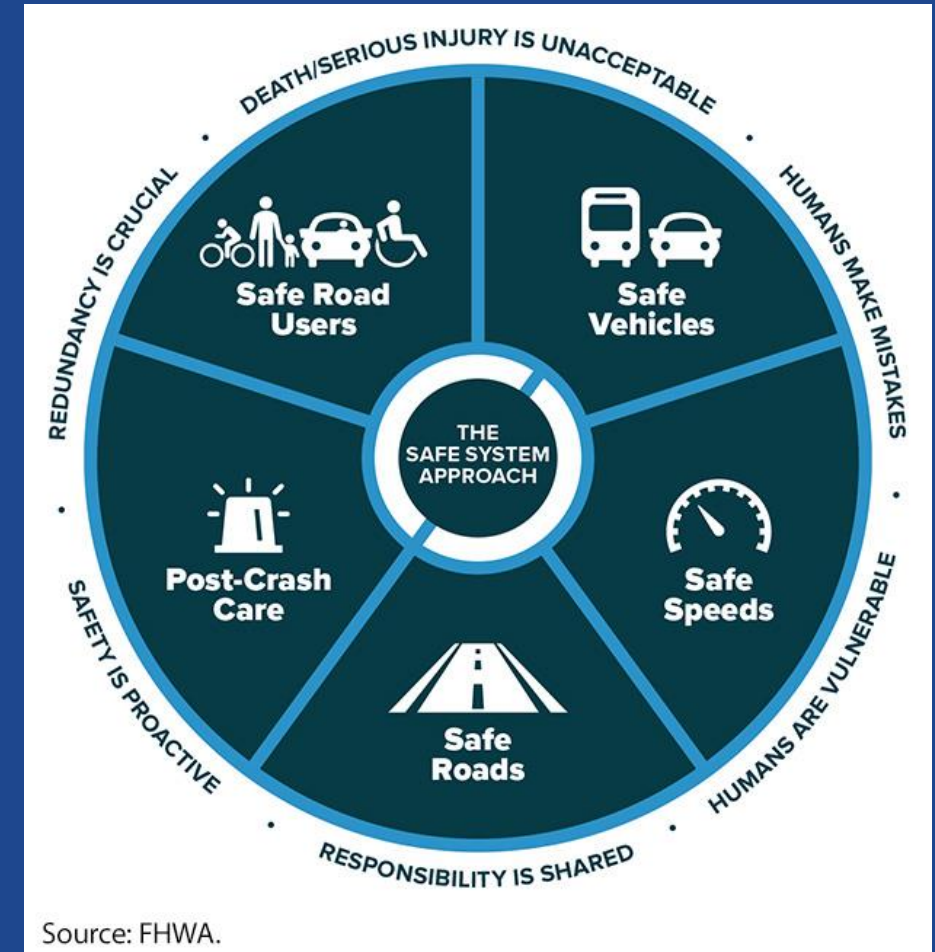 DEATH/SERIOUS INJURY IS UNACCEPTABLE
HUMANS MAKE MISTAKES
HUMANS ARE VULNERABLE
RESPONSIBILITY IS SHARED
SAFETY IS PROACTIVE
REDUNDANCY IS CRUCIAL
Safe Road
Users
Safe
Vehicles
THE
SAFE SYSTEM
APPROACH
Post-Crash
Care
Safe
Speeds
Safe
Roads
Source: FHWA.